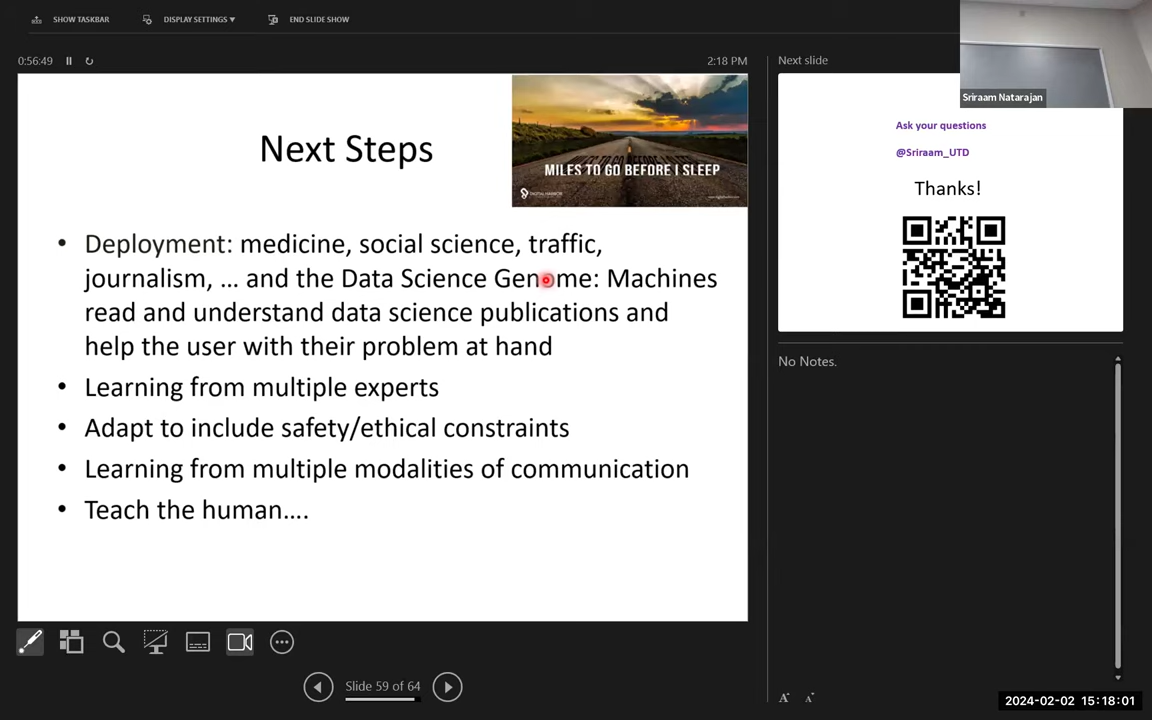 SHOW TASKBAR
DISPLAY SETTINGS ▼
END SLIDE SHOW
0:56:49
2:18 PM
Next slide
Sriraam Natarajan
Next Steps
MILES TO GO BEFORE I SLEEP
• Deployment: medicine, social science, traffic,
journalism, … and the Data Science Genome: Machines
read and understand data science publications and
help the user with their problem at hand
• Learning from multiple experts
• Adapt to include safety/ethical constraints
• Learning from multiple modalities of communication
• Teach the human….
Ask your questions
@Sriraam_UTD
Thanks!
No Notes.
Slide 59 of 64
A A
2024-02-02 15:18:01